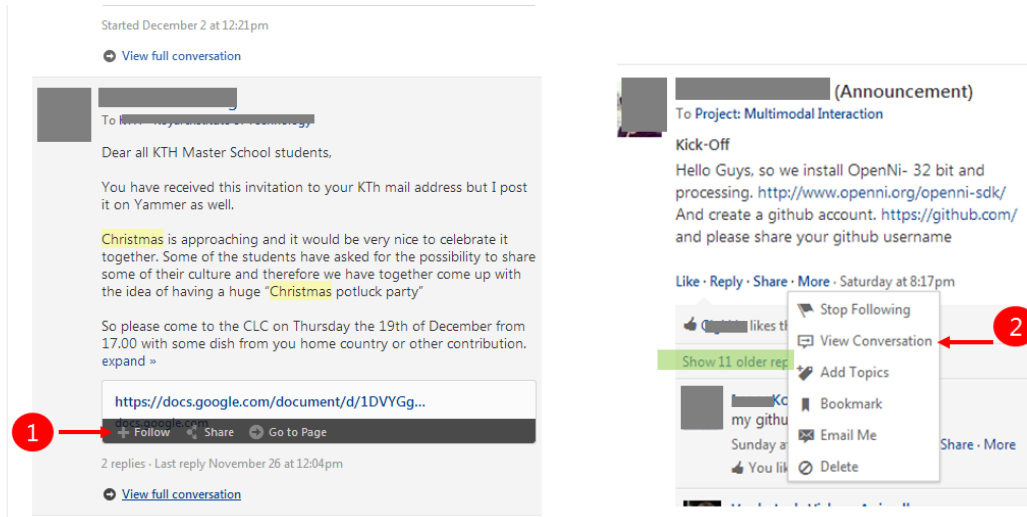 Started December 2 at 12:21pm
View full conversation
To
Dear all KTH Master School students,
You have received this invitation to your KTh mail address but I post
it on Yammer as well.
Christmas is approaching and it would be very nice to celebrate it
together. Some of the students have asked for the possibility to share
some of their culture and therefore we have together come up with
the idea of having a huge "Christmas potluck party"
So please come to the CLC on Thursday the 19th of December from
17.00 with some dish from you home country or other contribution.
expand »
https://docs.google.com/document/d/1DVYGg...
docs.google.com
1
Follow Share Go to Page
2 replies · Last reply November 26 at 12:04pm
View full conversation
(Announcement)
To Project: Multimodal Interaction
Kick-Off
Hello Guys, so we install OpenNi- 32 bit and
processing. http://www.openni.org/openni-sdk/
And create a github account. https://github.com/
and please share your github username
Like · Reply · Share · More · Saturday at 8:17pm
Stop Following
likes th
View Conversation
2
Show 11 older rep
Add Topics
Bookmark
my githu
Email Me
Sunday a
Share · More
You lik
Delete